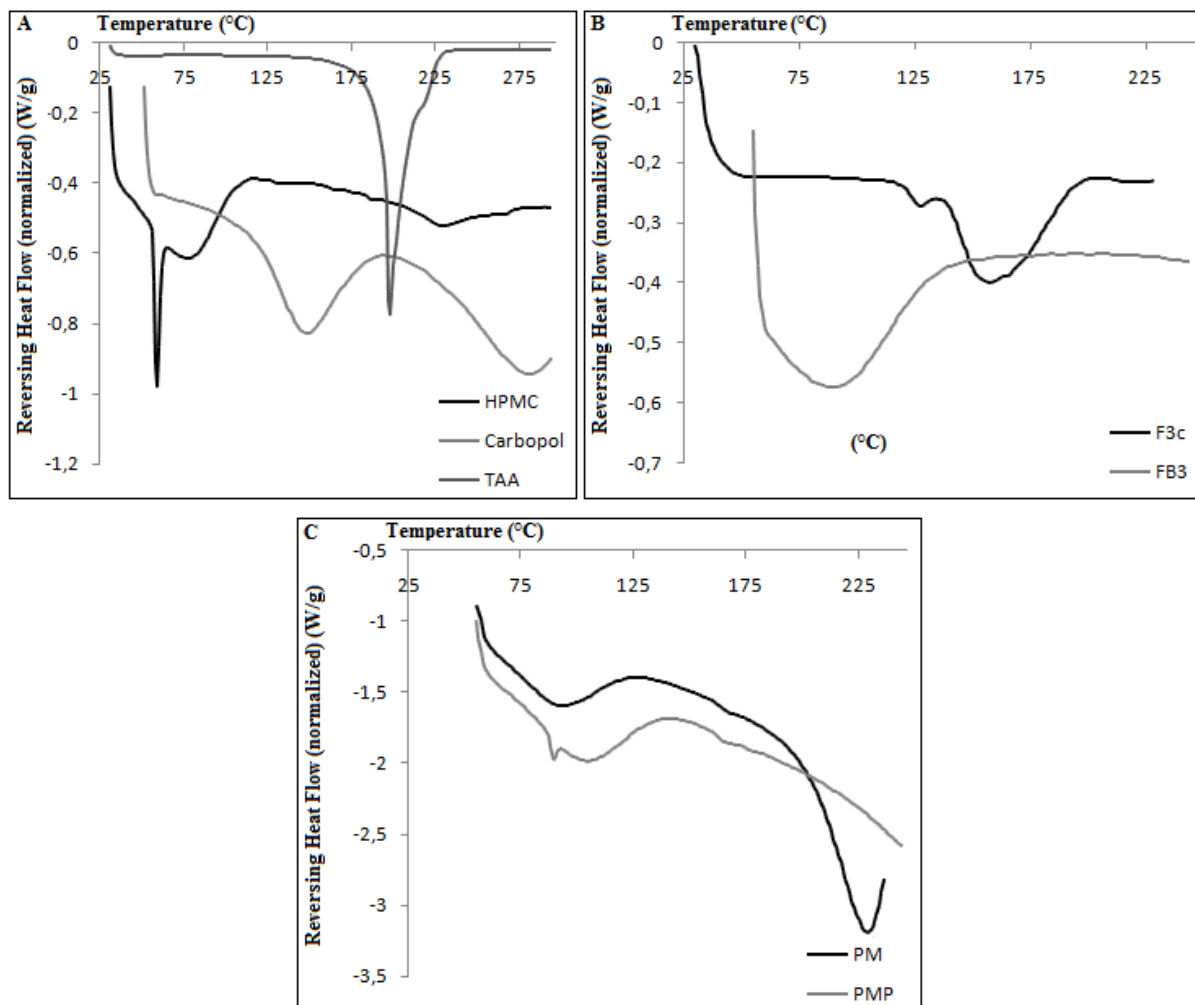 A Temperature (°C)
0
25 75 125 175 225 275
-0,2
-0,4
-0,6
-0,8
-1
-1,2
Reversing Heat Flow (normalized) (W/g)
HPMC
Carbopol
TAA
B Temperature (°C)
0
25 75 125 175 225
-0,1
-0,2
-0,3
-0,4
-0,5
-0,6
-0,7
Reversing Heat Flow (normalized) (W/g)
(°C)
F3c
FB3
C Temperature (°C)
-0,5
25 75 125 175 225
-1
-1,5
-2
-2,5
-3
-3,5
Reversing Heat Flow (normalized) (W/g)
PM
PMP